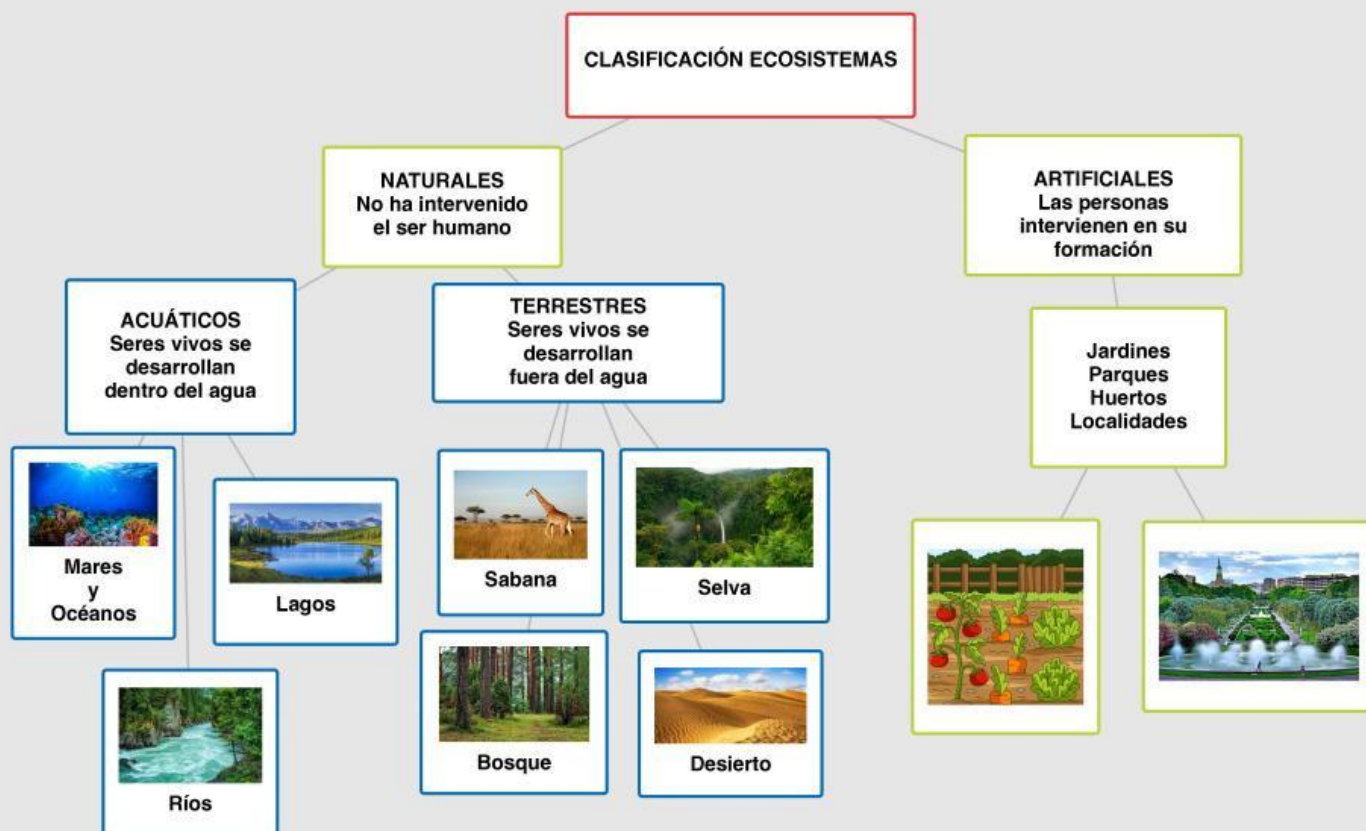 CLASIFICACIÓN ECOSISTEMAS
NATURALES
No ha intervenido
el ser humano
ARTIFICIALES
Las personas
intervienen en su
formación
ACUÁTICOS
Seres vivos se
desarrollan
dentro del agua
TERRESTRES
Seres vivos se
desarrollan
fuera del agua
Jardines
Parques
Huertos
Localidades
Mares
y
Océanos
Lagos
Ríos
Sabana
Selva
Bosque
Desierto